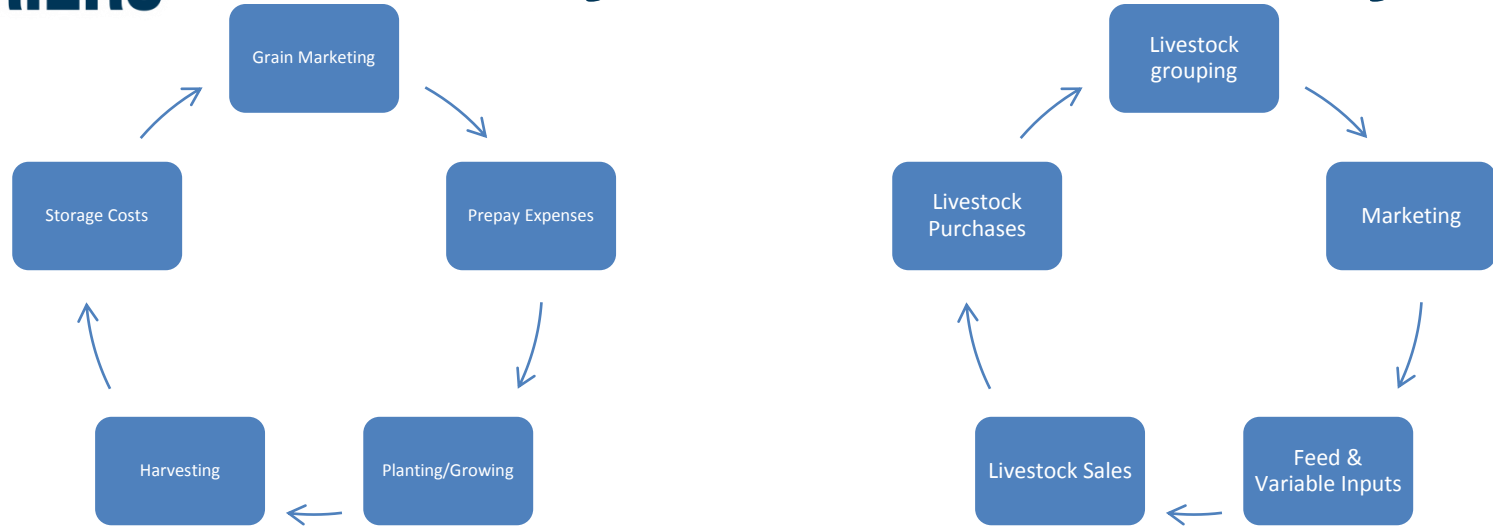 Grain Marketing
Prepay Expenses
Planting/Growing
Harvesting
Storage Costs
Livestock
grouping
Marketing
Feed &
Variable Inputs
Livestock Sales
Livestock
Purchases